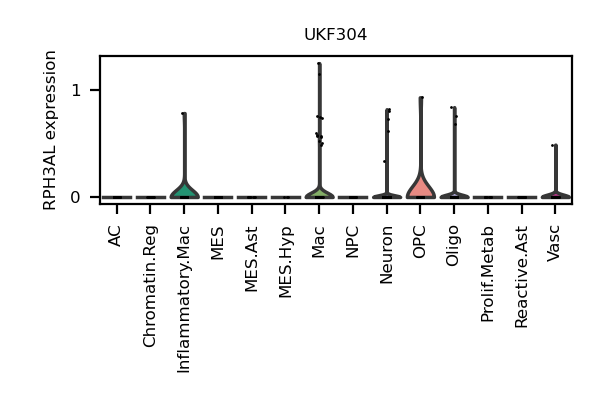 UKF304
RPH3AL expression
1
0
AC
Chromatin.Reg
Inflammatory.Mac
MES
MES.Ast
MES.Hyp
Mac
NPC
Neuron
OPC
Oligo
Prolif.Metab
Reactive.Ast
Vasc